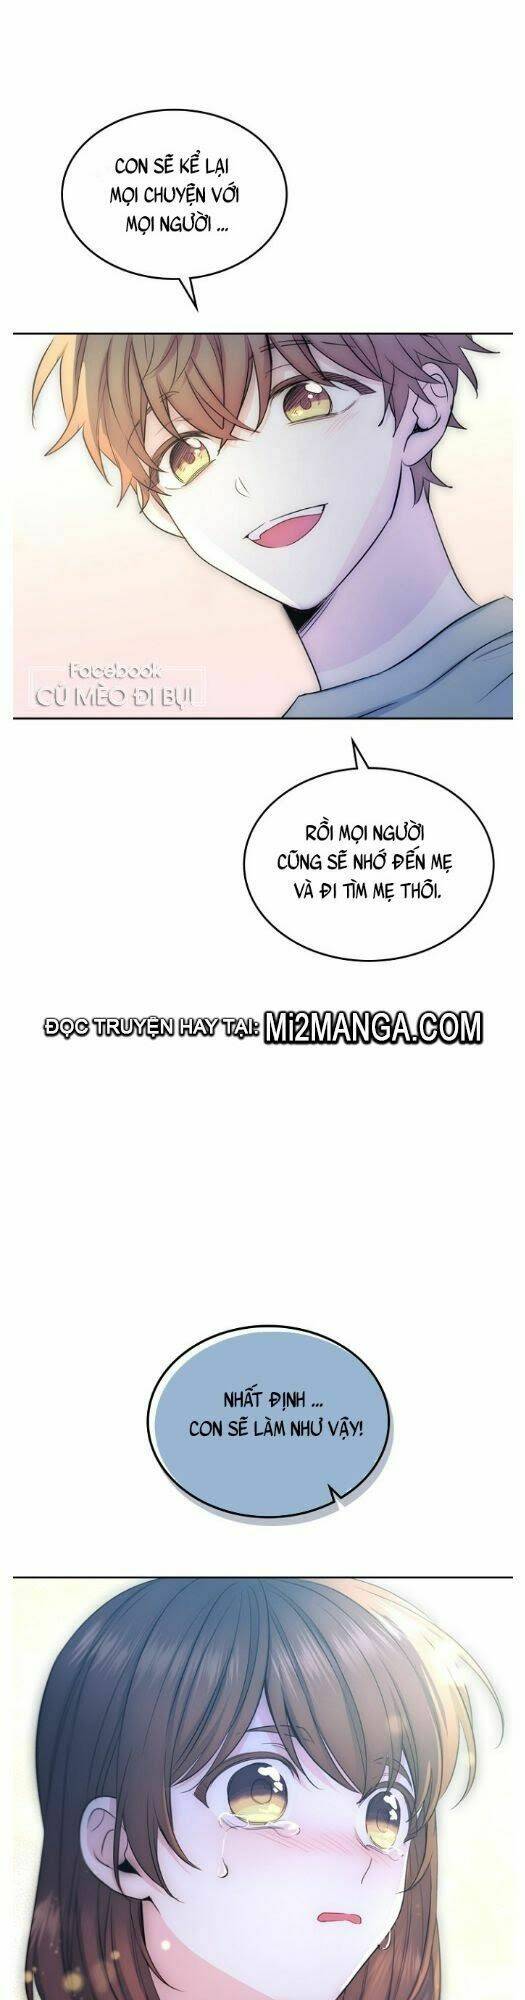 CON SẼ KỂ LẠI
MỌI CHUYỆN VỚI
MỌI NGƯỜI ...
Facebook
CỦ MÈO ĐI BỤI
RỒI MỌI NGƯỜI
CŨNG SẼ NHỚ ĐẾN MẸ
VÀ ĐI TÌM MẸ THÔI.
ĐỌC TRUYỆN HAY TẠI: Mi2MANGA.COM
NHẤT ĐỊNH ...
CON SẼ LÀM NHƯ VẬY!